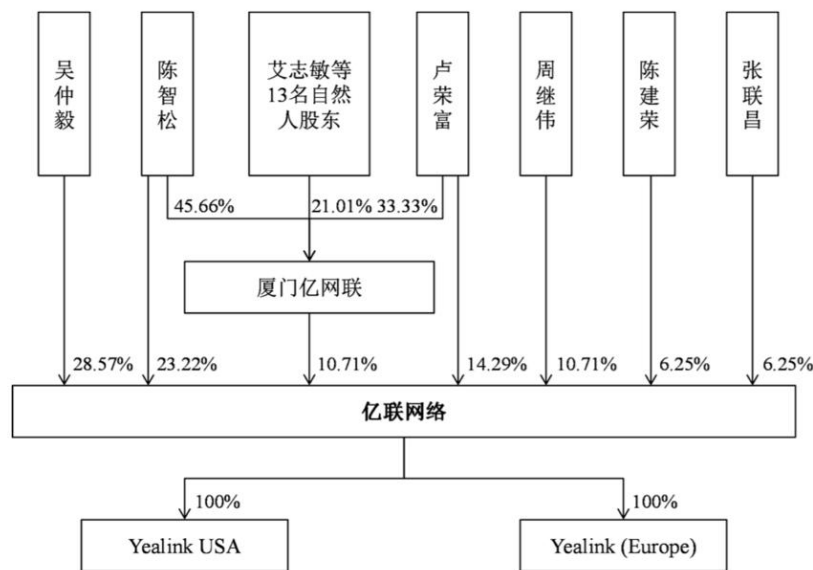 吴仲毅
陈智松
艾志敏等
13名自然
人股东
卢荣富
周继伟
陈建荣
张联昌
45.66%
21.01%
33.33%
厦门亿网联
28.57%
23.22%
10.71%
14.29%
10.71%
6.25%
6.25%
亿联网络
100%
100%
Yealink USA
Yealink (Europe)